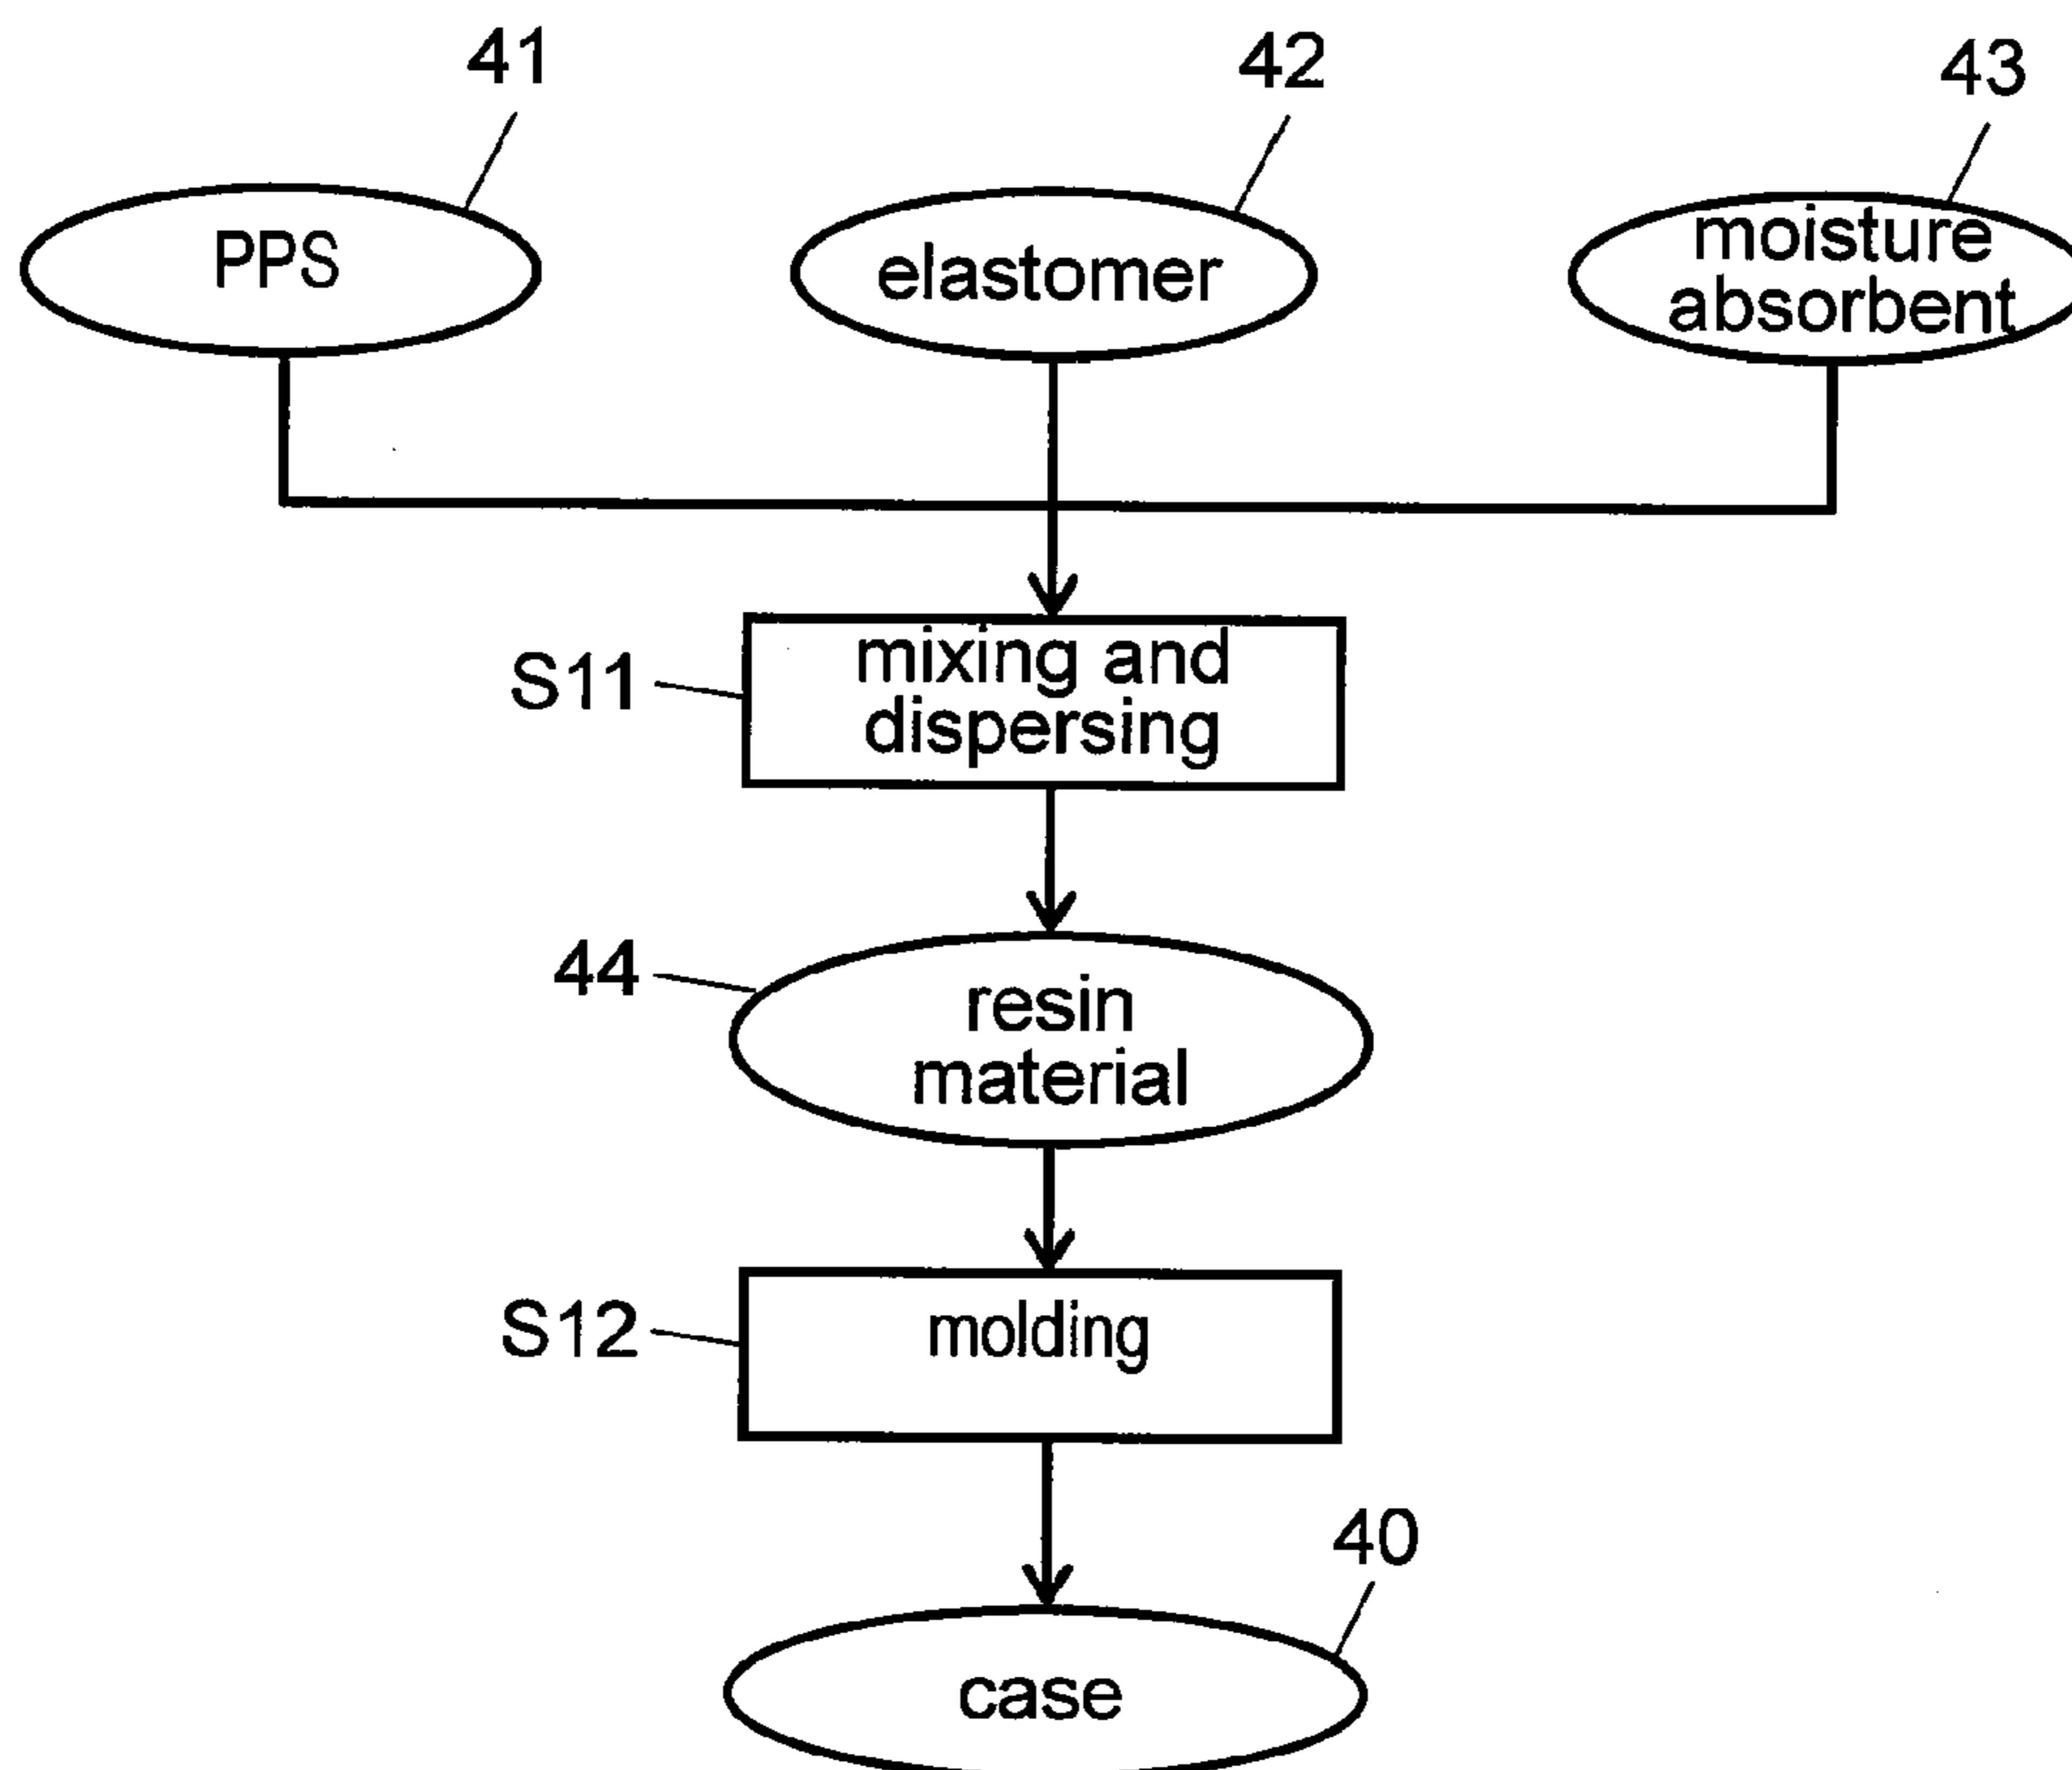 41
42
43
PPS
elastomer
moisture
absorbent
S11
mixing and
dispersing
44
resin
material
S12
molding
40
case